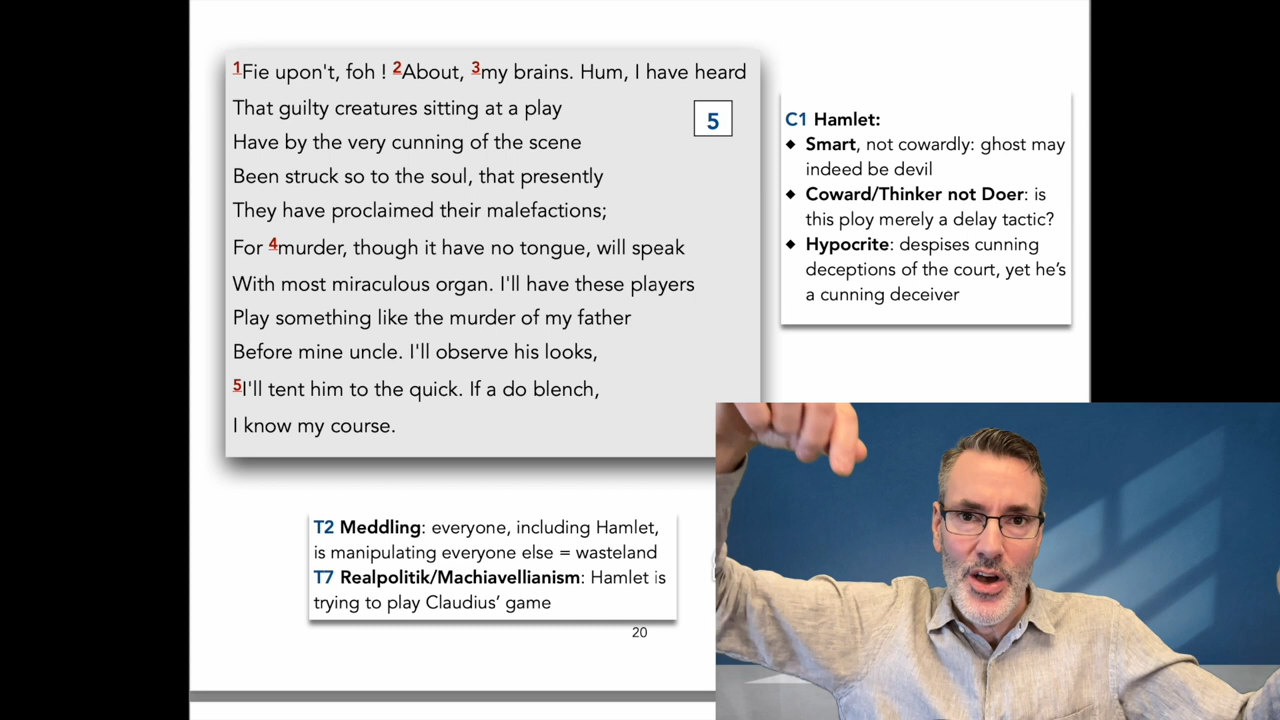 1Fie upon't, foh ! 2About, 3my brains. Hum, I have heard
That guilty creatures sitting at a play
Have by the very cunning of the scene
Been struck so to the soul, that presently
They have proclaimed their malefactions;
For 4murder, though it have no tongue, will speak
With most miraculous organ. I'll have these players
Play something like the murder of my father
Before mine uncle. I'll observe his looks,
5I'll tent him to the quick. If a do blench,
I know my course.
5
C1 Hamlet:
◆ Smart, not cowardly: ghost may
indeed be devil
◆ Coward/Thinker not Doer: is
this ploy merely a delay tactic?
◆ Hypocrite: despises cunning
deceptions of the court, yet he's
a cunning deceiver
T2 Meddling: everyone, including Hamlet,
is manipulating everyone else = wasteland
T7 Realpolitik/Machiavellianism: Hamlet is
trying to play Claudius' game
20